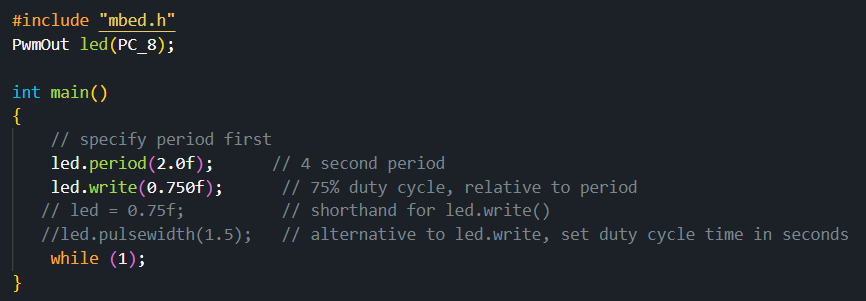 #include "mbed.h"
PwmOut led(PC_8);
int main()
{
// specify period first
led.period(2.0f); // 4 second period
led.write(0.750f); // 75% duty cycle, relative to period
// led = 0.75f; // shorthand for led.write()
//led.pulsewidth(1.5); // alternative to led.write, set duty cycle time in seconds
while (1);
}